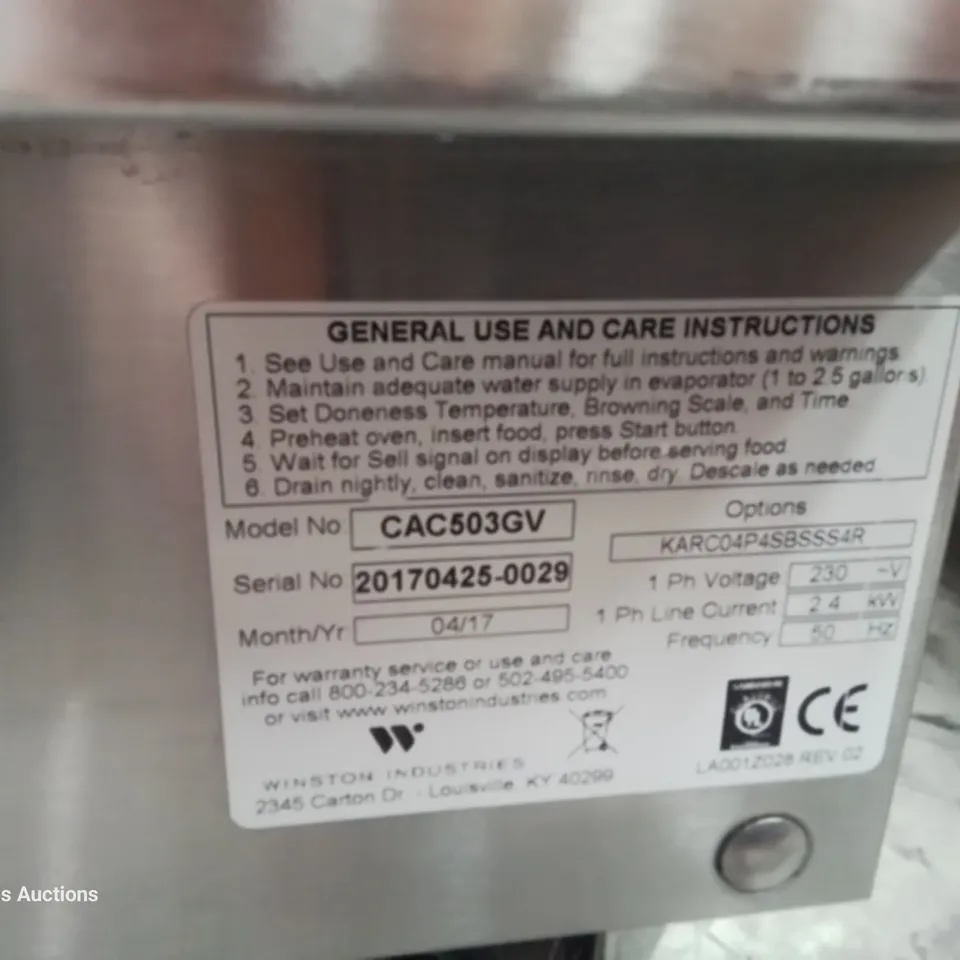 GENERAL USE AND CARE INSTRUCTIONS
1. See Use and Care manual for full instructions and warnings.
2. Maintain adequate water supply in evaporator (1 to 2.5 gallons).
3. Set Doneness Temperature, Browning Scale, and Time.
4. Preheat oven, insert food, press Start button.
5. Wait for Sell signal on display before serving food.
6. Drain nightly, clean, sanitize, rinse, dry. Descale as needed.
Model No CAC503GV
Serial No 20170425-0029
Month/Yr 04/17
Options
KARC04P4SBSSS4R
1 Ph Voltage 230 ~V
1 Ph Line Current 2.4 kW
Frequency 50 Hz
For warranty service or use and care
info call 800-234-5286 or 502-495-5400
or visit www.winstonindustries.com
W
WINSTON INDUSTRIES
2345 Carton Dr. - Louisville, KY 40299
UL
CE
LA001Z028 REV 02
s Auctions